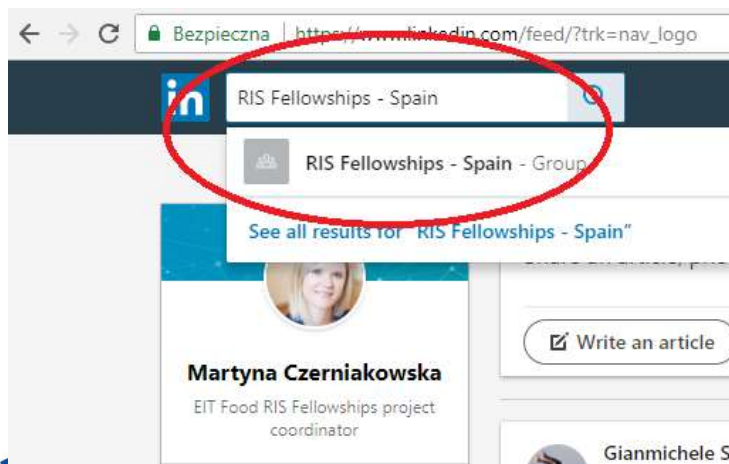 Bezpieczna https://www.linkedin.com/feed/?trk=nav_logo
in RIS Fellowships - Spain
RIS Fellowships - Spain - Group
See all results for "RIS Fellowships - Spain"
Write an article
Martyna Czerniakowska
EIT Food RIS Fellowships project
coordinator
Gianmichele S